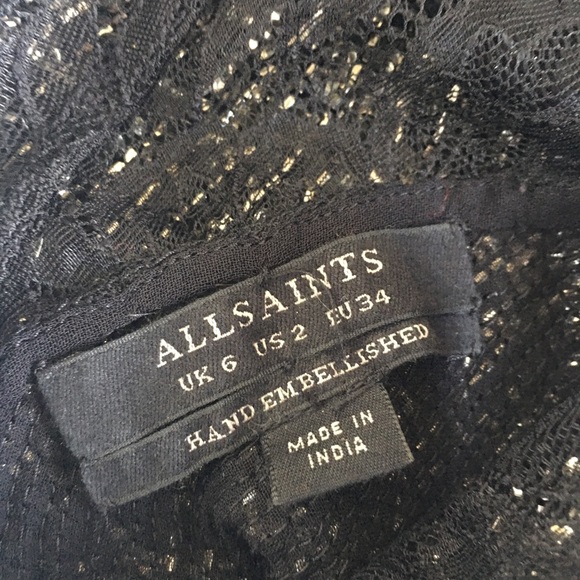 ALLSAINTS
UK 6 US 2 EU 34
HAND EMBELLISHED
MADE IN
INDIA